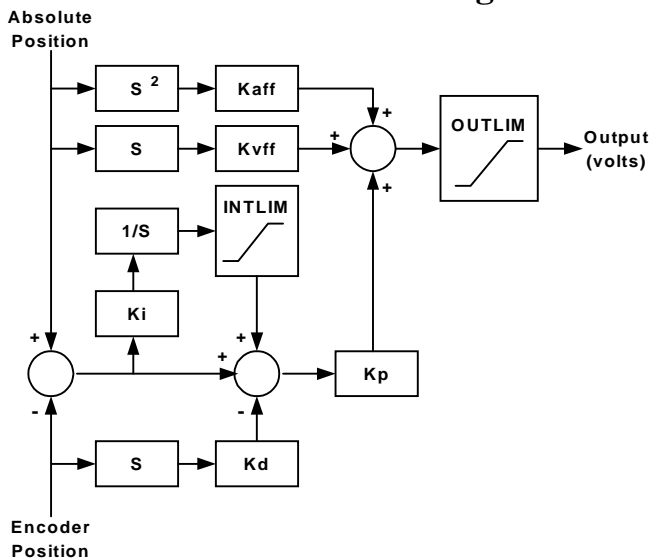 Absolute
Position
S 2
Kaff
+
OUTLIM
Output
(volts)
S
Kvff
+
+
INTLIM
1/S
Ki
+
+
+
Kp
-
-
S
Kd
Encoder
Position